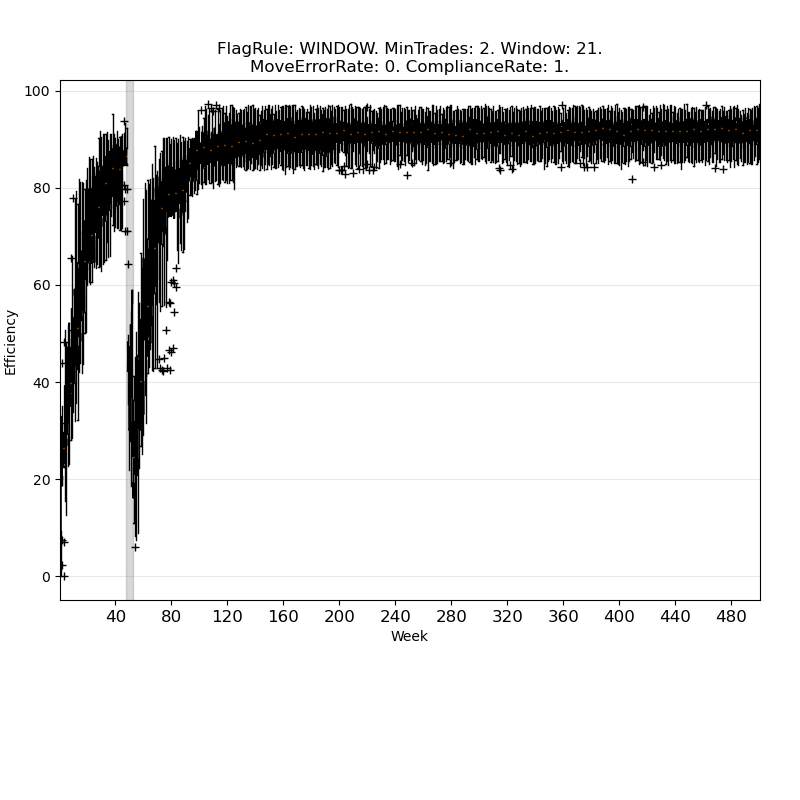 FlagRule: WINDOW. MinTrades: 2. Window: 21.
MoveErrorRate: 0. ComplianceRate: 1.
100
80
60
40
20
0
Efficiency
40 80 120 160 200 240 280 320 360 400 440 480
Week